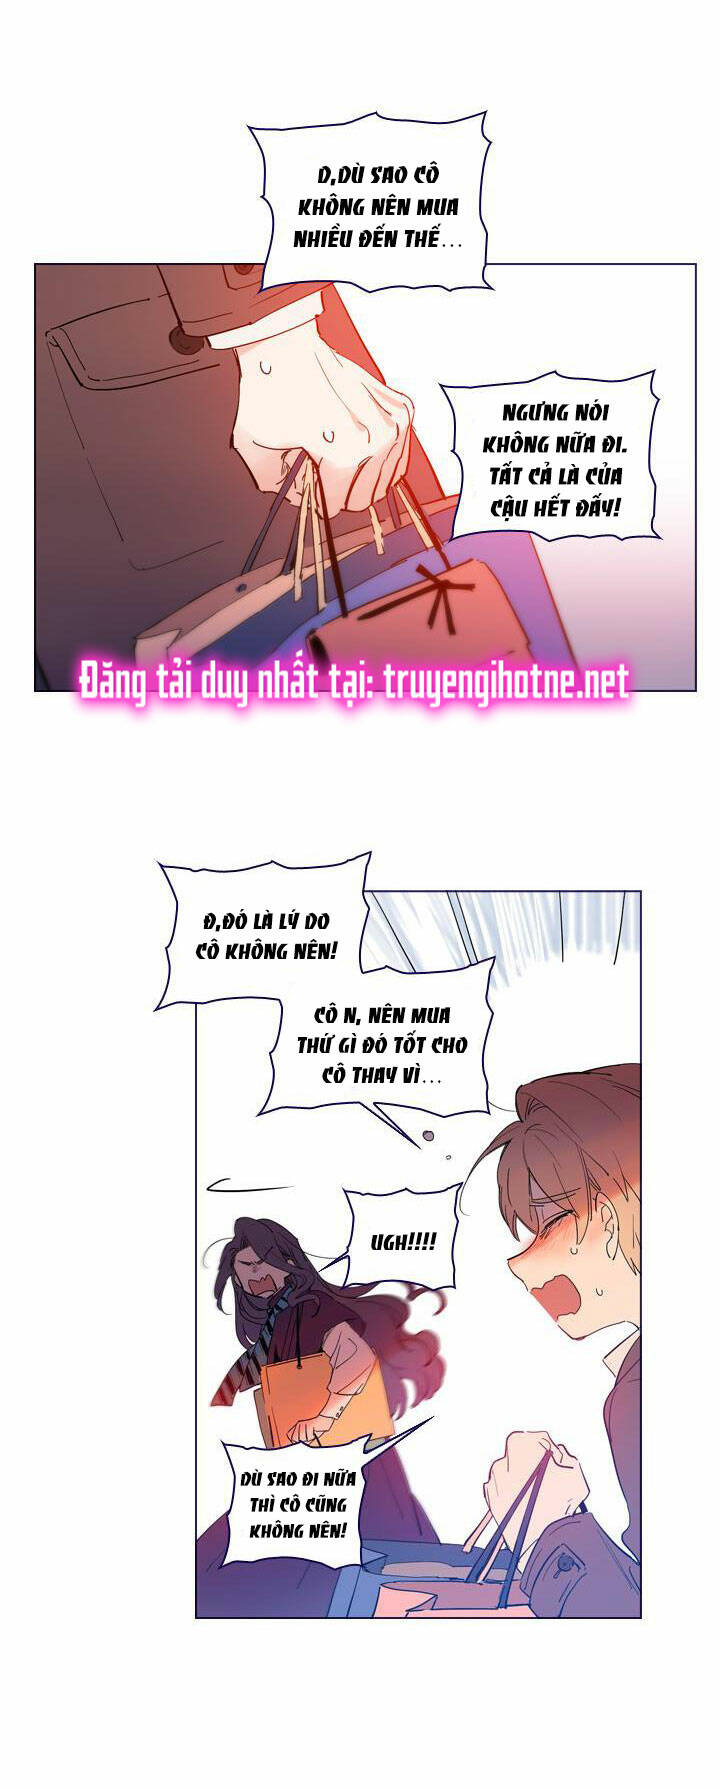 D,DÙ SAO CÔ
KHÔNG NÊN MUA
NHIỀU ĐẾN THẾ...
NGƯNG NÓI
KHÔNG NỮA ĐI.
TẤT CẢ LÀ CỦA
CẬU HẾT ĐẤY!
Đăng tải duy nhất tại: truyengihotne.net
Đ,ĐÓ LÀ LÝ DO
CÔ KHÔNG NÊN!
CÔ N, NÊN MUA
THỨ GÌ ĐÓ TỐT CHO
CÔ THAY VÌ...
UGH!!!!
DÙ SAO ĐI NỮA
THÌ CÔ CŨNG
KHÔNG NÊN!